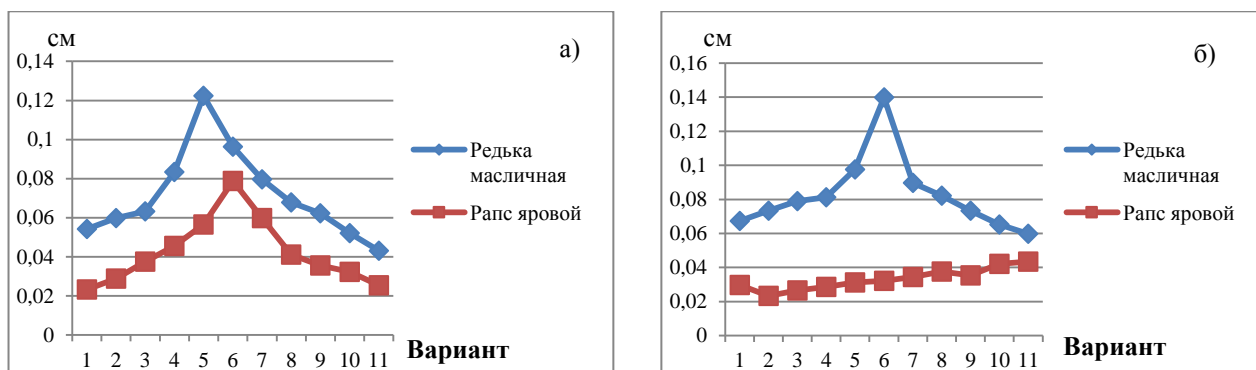 см
а)
0,14
0,12
0,1
0,08
0,06
0,04
0,02
0
1 2 3 4 5 6 7 8 9 10 11
Вариант
Редька
масличная
Рапс яровой
см
б)
0,16
0,14
0,12
0,1
0,08
0,06
0,04
0,02
0
1 2 3 4 5 6 7 8 9 10 11
Вариант
Редька
масличная
Рапс яровой